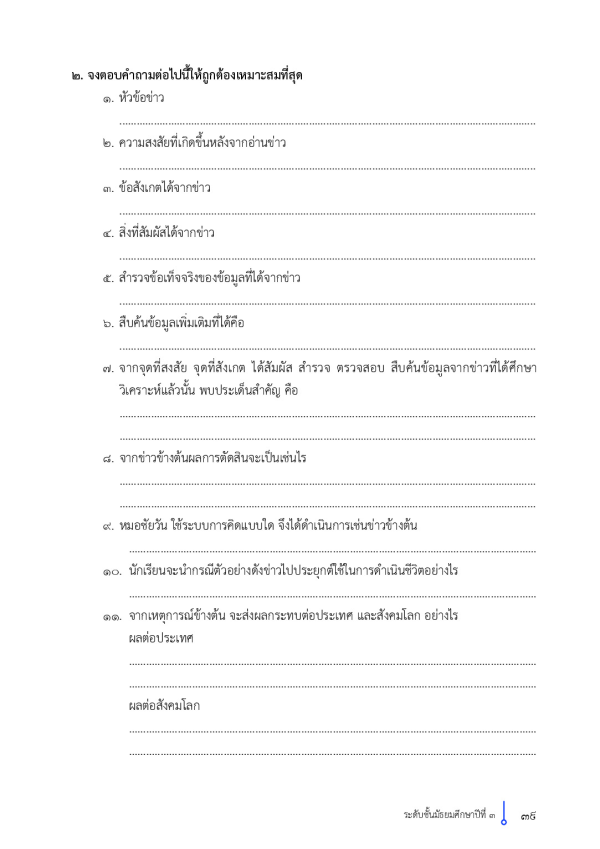 ๒. จงตอบคำถามต่อไปนี้ให้ถูกต้องเหมาะสมที่สุด
๑. หัวข้อข่าว
๒. ความสงสัยที่เกิดขึ้นหลังจากอ่านข่าว
๓. ข้อสังเกตได้จากข่าว
๔. สิ่งที่สัมผัสได้จากข่าว
๕. สำรวจข้อเท็จจริงของข้อมูลที่ได้จากข่าว
๖. สืบค้นข้อมูลเพิ่มเติมที่ได้คือ
๗. จากจุดที่สงสัย จุดที่สังเกต ได้สัมผัส สำรวจ ตรวจสอบ สืบค้นข้อมูลจากข่าวที่ได้ศึกษา
วิเคราะห์แล้วนั้น พบประเด็นสำคัญ คือ
๘. จากข่าวข้างต้นผลการตัดสินจะเป็นเช่นไร
๙. หมอชัยวัน ใช้ระบบการคิดแบบใด จึงได้ดำเนินการเช่นข่าวข้างต้น
๑๐. นักเรียนจะนำกรณีตัวอย่างดังข่าวไปประยุกต์ใช้ในการดำเนินชีวิตอย่างไร
๑๑. จากเหตุการณ์ข้างต้น จะส่งผลกระทบต่อประเทศ และสังคมโลก อย่างไร
ผลต่อประเทศ
ผลต่อสังคมโลก
ระดับชั้นมัธยมศึกษาปีที่ ๓ ๓๙